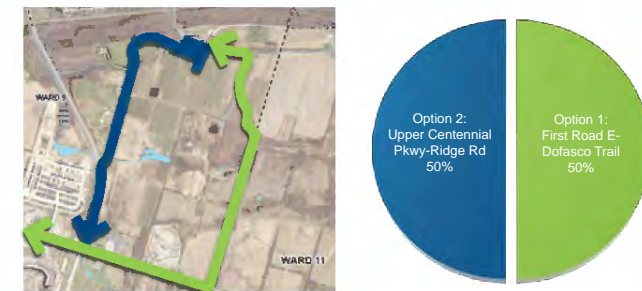 WARD 9
WARD 11
Option 2:
Upper Centennial
Pkwy-Ridge Rd
50%
Option 1:
First Road E-
Dofasco Trail
50%